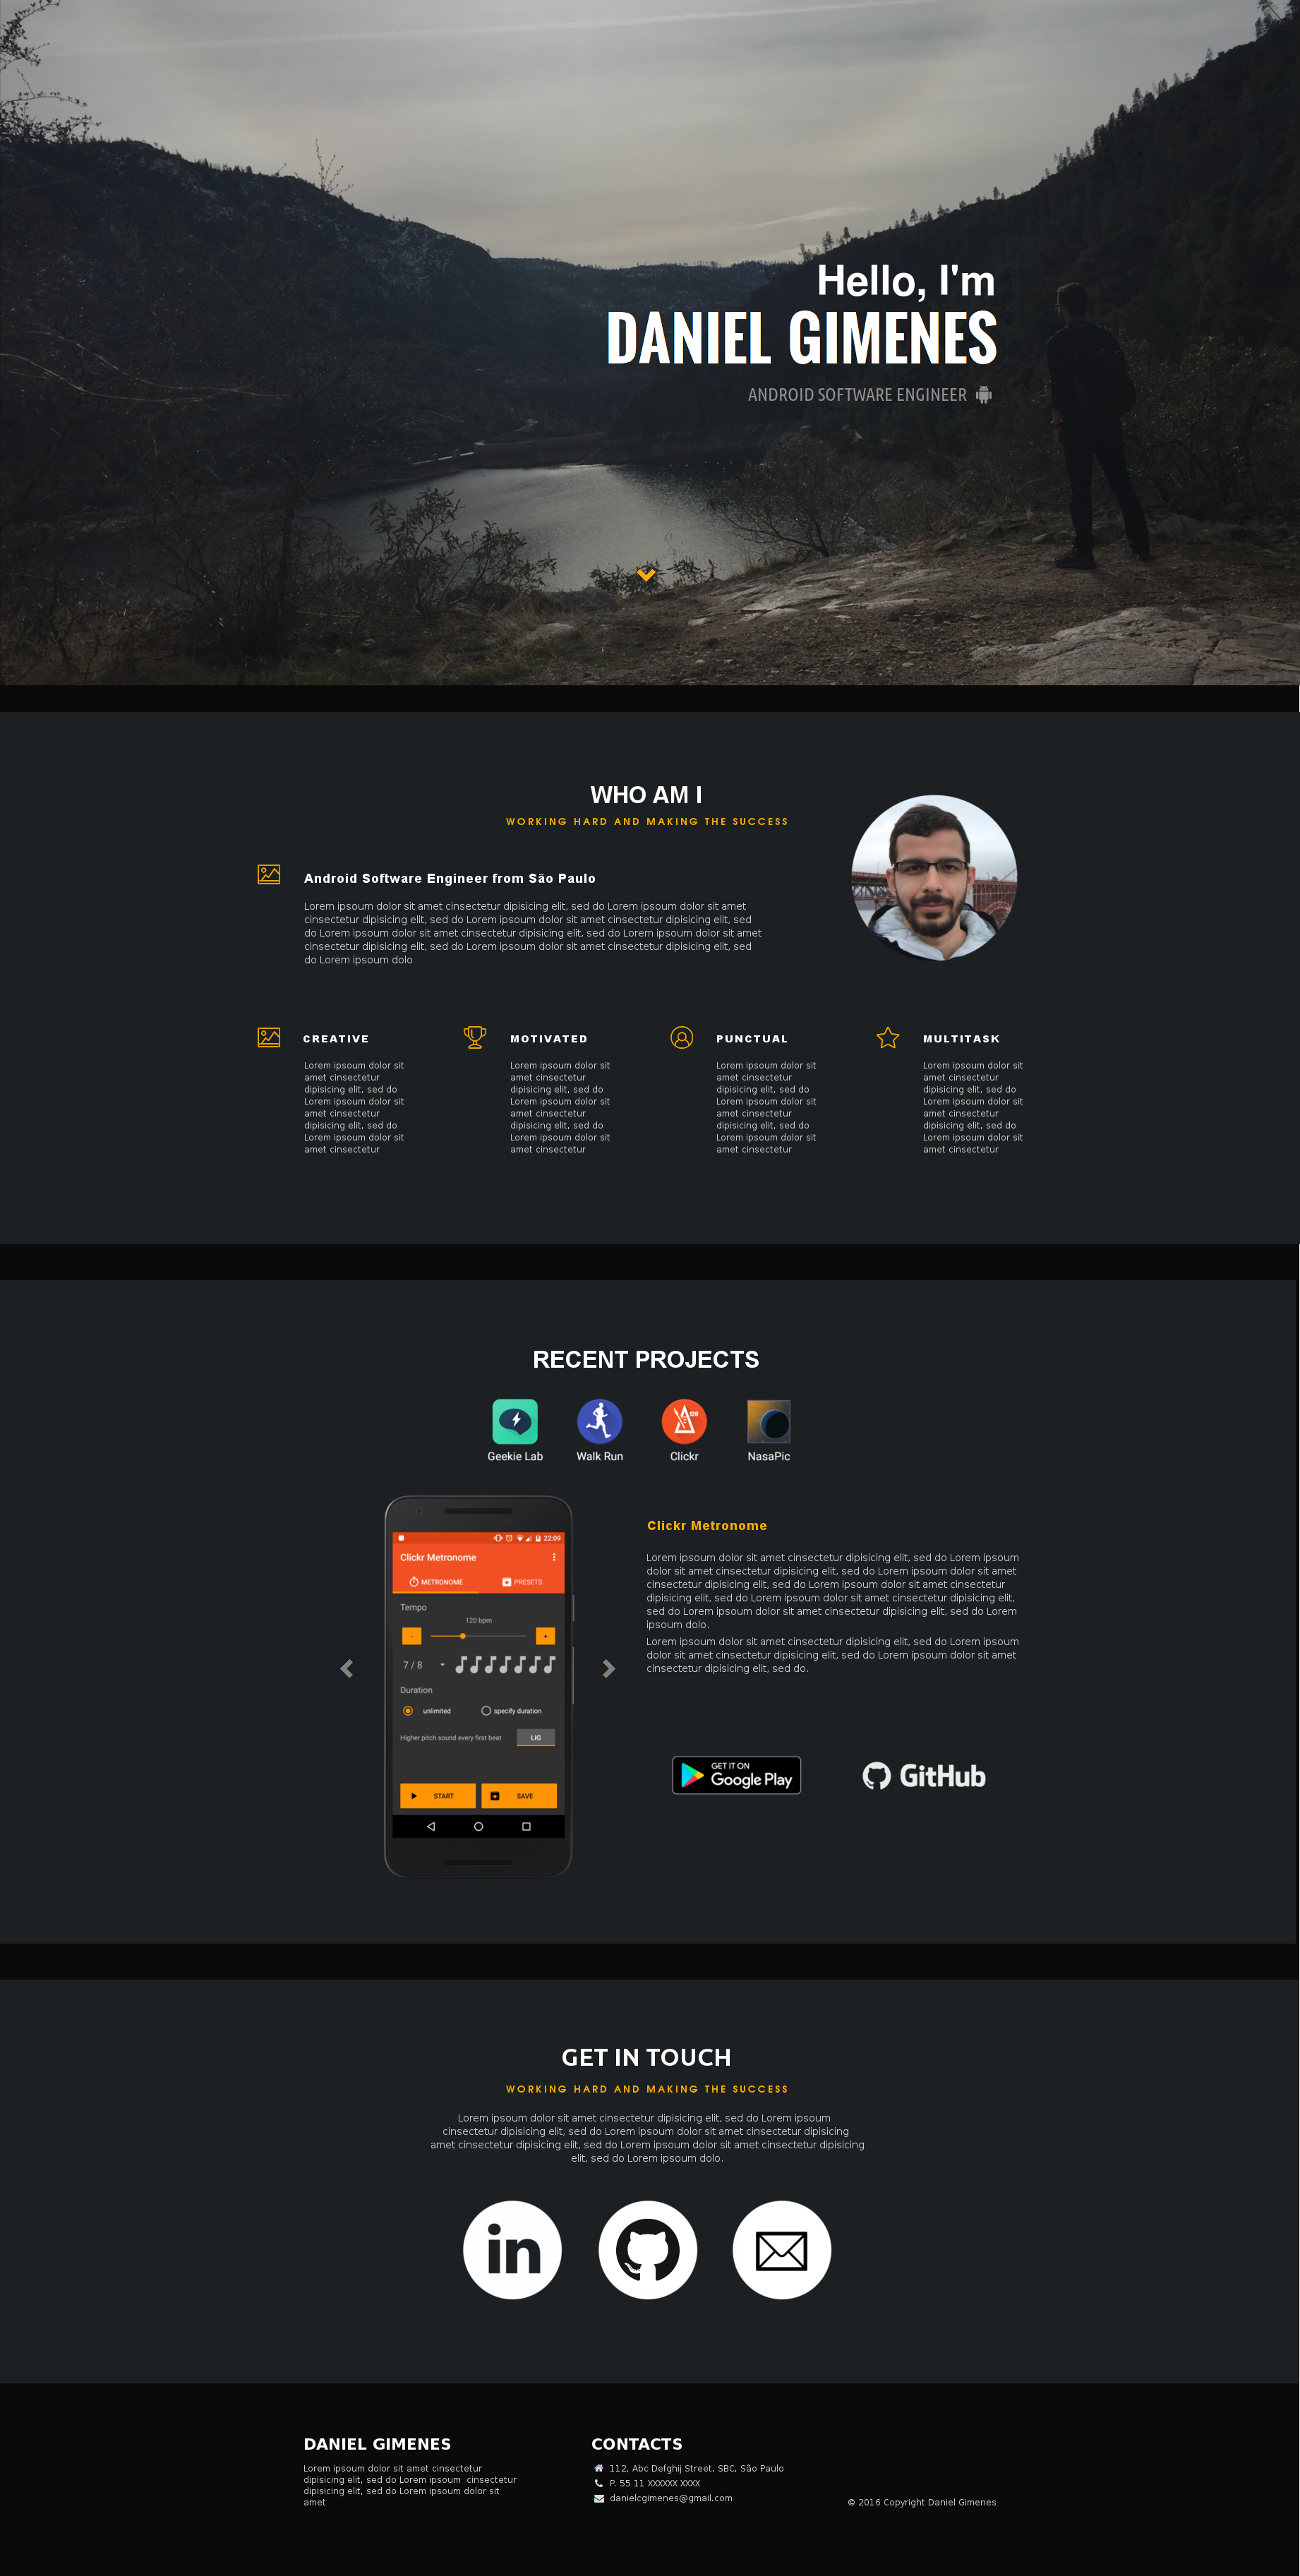 Hello, I'm
DANIEL GIMENES
ANDROID SOFTWARE ENGINEER
WHO AM I
WORKING HARD AND MAKING THE SUCCESS
Android Software Engineer from São Paulo
Lorem ipsoum dolor sit amet cinsectetur dipisicing elit, sed do Lorem ipsoum dolor sit amet
cinsectetur dipisicing elit, sed do Lorem ipsoum dolor sit amet cinsectetur dipisicing elit, sed
do Lorem ipsoum dolor sit amet cinsectetur dipisicing elit, sed do Lorem ipsoum dolor sit amet
cinsectetur dipisicing elit, sed do Lorem ipsoum dolor sit amet cinsectetur dipisicing elit, sed
do Lorem ipsoum dolo
CREATIVE
Lorem ipsoum dolor sit
amet cinsectetur
dipisicing elit, sed do
Lorem ipsoum dolor sit
amet cinsectetur
dipisicing elit, sed do
Lorem ipsoum dolor sit
amet cinsectetur
MOTIVATED
Lorem ipsoum dolor sit
amet cinsectetur
dipisicing elit, sed do
Lorem ipsoum dolor sit
amet cinsectetur
dipisicing elit, sed do
Lorem ipsoum dolor sit
amet cinsectetur
PUNCTUAL
Lorem ipsoum dolor sit
amet cinsectetur
dipisicing elit, sed do
Lorem ipsoum dolor sit
amet cinsectetur
dipisicing elit, sed do
Lorem ipsoum dolor sit
amet cinsectetur
MULTITASK
Lorem ipsoum dolor sit
amet cinsectetur
dipisicing elit, sed do
Lorem ipsoum dolor sit
amet cinsectetur
dipisicing elit, sed do
Lorem ipsoum dolor sit
amet cinsectetur
RECENT PROJECTS
120
Geekie Lab Walk Run Clickr NasaPic
22:09
Clickr Metronome
METRONOME PRESETS
Tempo
120 bpm
- +
7 / 8
Duration
unlimited specify duration
Higher pitch sound every first beat LIG
START SAVE
Clickr Metronome
Lorem ipsoum dolor sit amet cinsectetur dipisicing elit, sed do Lorem ipsoum
dolor sit amet cinsectetur dipisicing elit, sed do Lorem ipsoum dolor sit amet
cinsectetur dipisicing elit, sed do Lorem ipsoum dolor sit amet cinsectetur
dipisicing elit, sed do Lorem ipsoum dolor sit amet cinsectetur dipisicing elit,
sed do Lorem ipsoum dolor sit amet cinsectetur dipisicing elit, sed do Lorem
ipsoum dolo.
Lorem ipsoum dolor sit amet cinsectetur dipisicing elit, sed do Lorem ipsoum
dolor sit amet cinsectetur dipisicing elit, sed do Lorem ipsoum dolor sit amet
cinsectetur dipisicing elit, sed do.
GET IT ON
Google Play
GitHub
GET IN TOUCH
WORKING HARD AND MAKING THE SUCCESS
Lorem ipsoum dolor sit amet cinsectetur dipisicing elit, sed do Lorem ipsoum
cinsectetur dipisicing elit, sed do Lorem ipsoum dolor sit amet cinsectetur dipisicing
amet cinsectetur dipisicing elit, sed do Lorem ipsoum dolor sit amet cinsectetur dipisicing
elit, sed do Lorem ipsoum dolo.
in
DANIEL GIMENES
Lorem ipsoum dolor sit amet cinsectetur
dipisicing elit, sed do Lorem ipsoum cinsectetur
dipisicing elit, sed do Lorem ipsoum dolor sit
amet
CONTACTS
112, Abc Defghij Street, SBC, São Paulo
P. 55 11 XXXXXX XXXX
danielcgimenes@gmail.com
© 2016 Copyright Daniel Gimenes